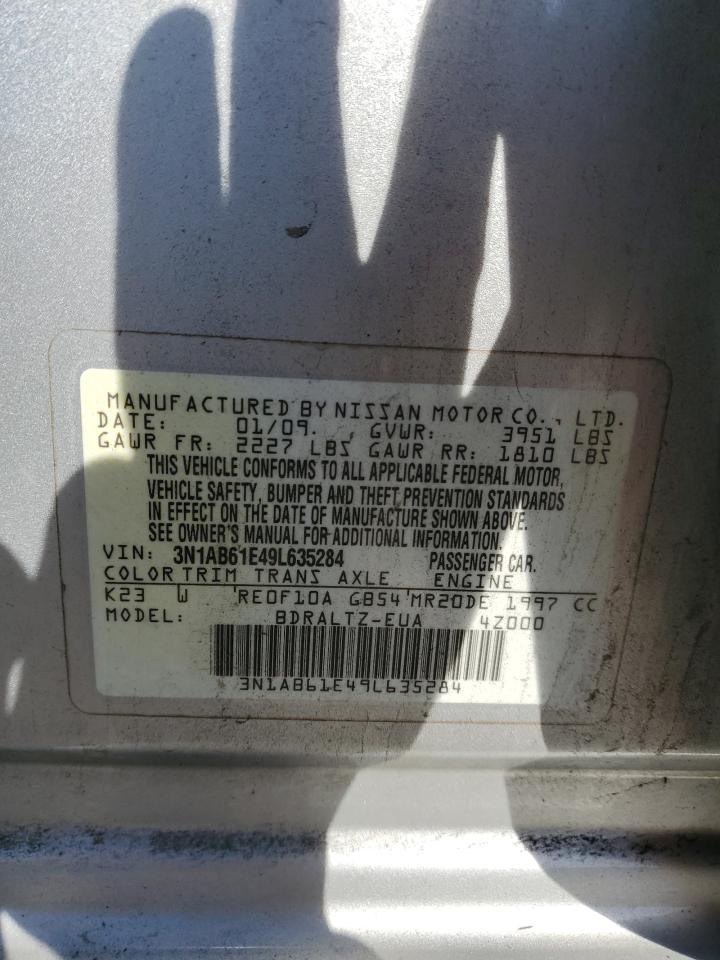 MANUFACTURED BY NISSAN MOTOR CO., LTD.
DATE: 01/09. GVWR: 3951 LBS
GAWR FR: 2227 LBS GAWR RR: 1810 LBS
THIS VEHICLE CONFORMS TO ALL APPLICABLE FEDERAL MOTOR,
VEHICLE SAFETY, BUMPER AND THEFT PREVENTION STANDARDS
IN EFFECT ON THE DATE OF MANUFACTURE SHOWN ABOVE.
SEE OWNER'S MANUAL FOR ADDITIONAL INFORMATION.
VIN: 3N1AB61E49L635284 PASSENGER CAR.
COLOR TRIM TRANS AXLE ENGINE
K23 W RE0F10A GB54 MR20DE 1997 CC
MODEL: BDRALTZ-EUA 4Z000
3N1AB61E49L635284